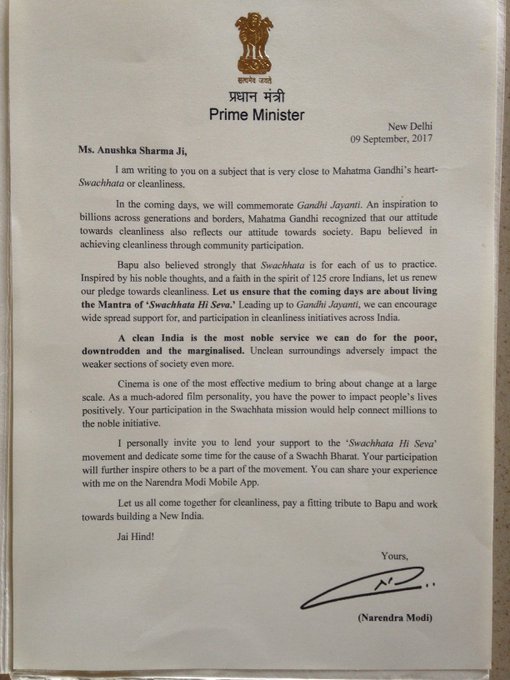 सत्यमेव जयते
प्रधान मंत्री
Prime Minister
New Delhi
09 September, 2017
Ms. Anushka Sharma Ji,
I am writing to you on a subject that is very close to Mahatma Gandhi's heart-
Swachhata or cleanliness.
In the coming days, we will commemorate Gandhi Jayanti. An inspiration to
billions across generations and borders, Mahatma Gandhi recognized that our attitude
towards cleanliness also reflects our attitude towards society. Bapu believed in
achieving cleanliness through community participation.
Bapu also believed strongly that Swachhata is for each of us to practice.
Inspired by his noble thoughts, and a faith in the spirit of 125 crore Indians, let us renew
our pledge towards cleanliness. Let us ensure that the coming days are about living
the Mantra of 'Swachhata Hi Seva.' Leading up to Gandhi Jayanti, we can encourage
wide spread support for, and participation in cleanliness initiatives across India.
A clean India is the most noble service we can do for the poor,
downtrodden and the marginalised. Unclean surroundings adversely impact the
weaker sections of society even more.
Cinema is one of the most effective medium to bring about change at a large
scale. As a much-adored film personality, you have the power to impact people's lives
positively. Your participation in the Swachhata mission would help connect millions to
the noble initiative.
I personally invite you to lend your support to the 'Swachhata Hi Seva'
movement and dedicate some time for the cause of a Swachh Bharat. Your participation
will further inspire others to be a part of the movement. You can share your experience
with me on the Narendra Modi Mobile App.
Let us all come together for cleanliness, pay a fitting tribute to Bapu and work
towards building a New India.
Jai Hind!
Yours,
(Narendra Modi)